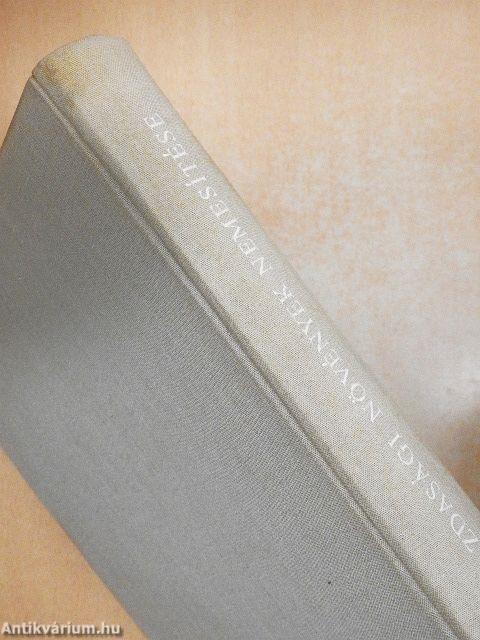 ZDASÁGI NÖVÉNYEK NEMESÍTÉSE
Antikvárium.hu